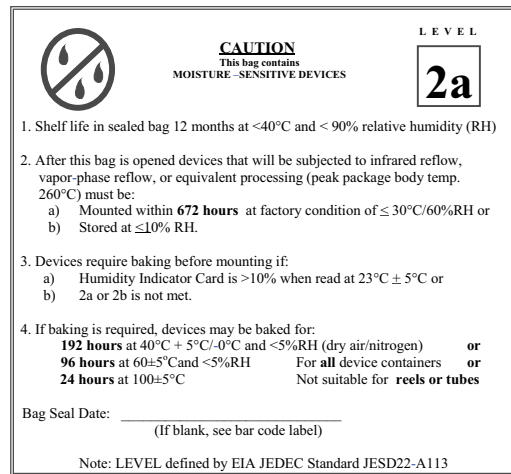 LEVEL
CAUTION
This bag contains
MOISTURE –SENSITIVE DEVICES
2a
1. Shelf life in sealed bag 12 months at <40°C and < 90% relative humidity (RH)
2. After this bag is opened devices that will be subjected to infrared reflow,
vapor-phase reflow, or equivalent processing (peak package body temp.
260°C) must be:
a) Mounted within 672 hours at factory condition of ≤ 30°C/60%RH or
b) Stored at ≤10% RH.
3. Devices require baking before mounting if:
a) Humidity Indicator Card is >10% when read at 23°C ± 5°C or
b) 2a or 2b is not met.
4. If baking is required, devices may be baked for:
192 hours at 40°C + 5°C/-0°C and <5%RH (dry air/nitrogen) or
96 hours at 60±5°Cand <5%RH For all device containers or
24 hours at 100±5°C Not suitable for reels or tubes
Bag Seal Date: ______________________________
(If blank, see bar code label)
Note: LEVEL defined by EIA JEDEC Standard JESD22-A113